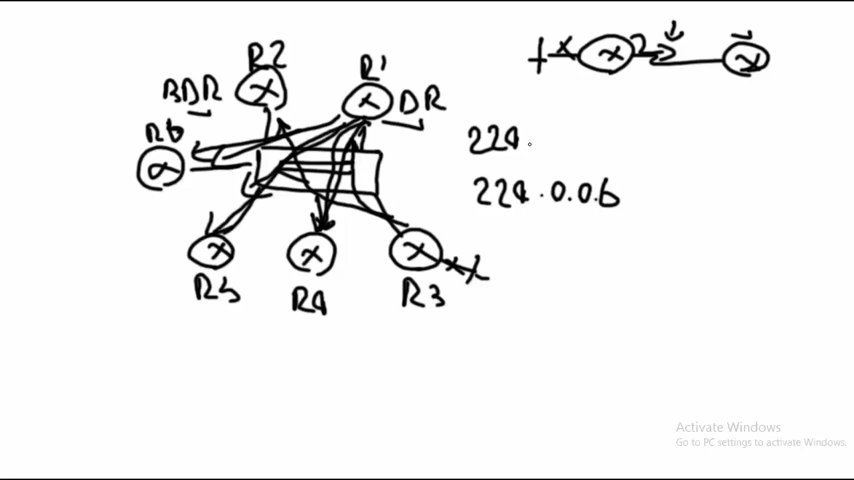 R2
R1
BDR
DR
R6
224.
224.0.0.6
R5
R4
R3
Activate Windows
Go to PC settings to activate Windows.